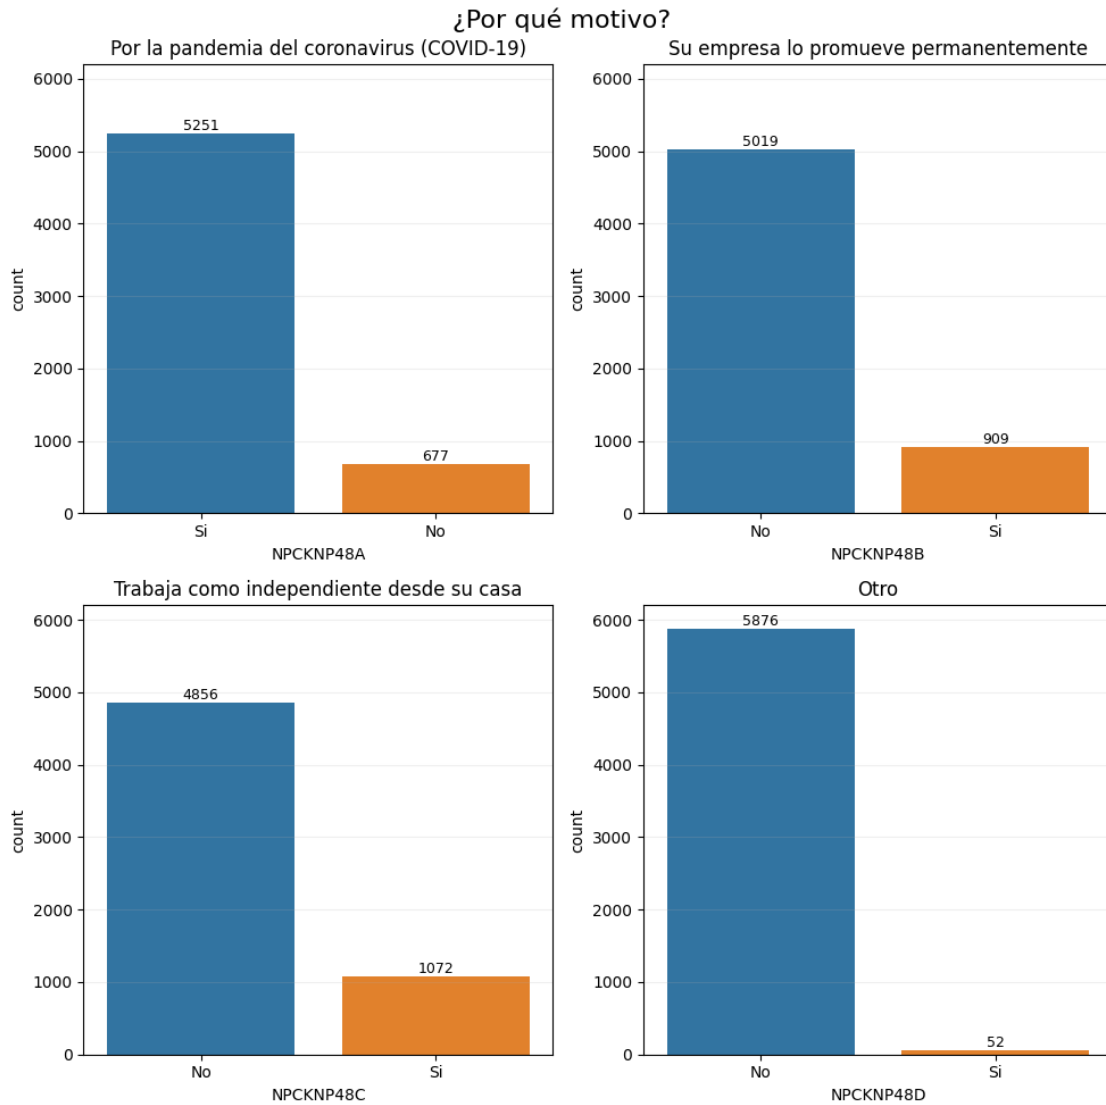 ¿Por qué motivo?
Por la pandemia del coronavirus (COVID-19)
6000
5000
4000
3000
2000
1000
0
count
5251
677
Si
No
NPCKNP48A
Su empresa lo promueve permanentemente
6000
5000
4000
3000
2000
1000
0
count
5019
909
No
Si
NPCKNP48B
Trabaja como independiente desde su casa
6000
5000
4000
3000
2000
1000
0
count
4856
1072
No
Si
NPCKNP48C
Otro
6000
5000
4000
3000
2000
1000
0
count
5876
52
No
Si
NPCKNP48D